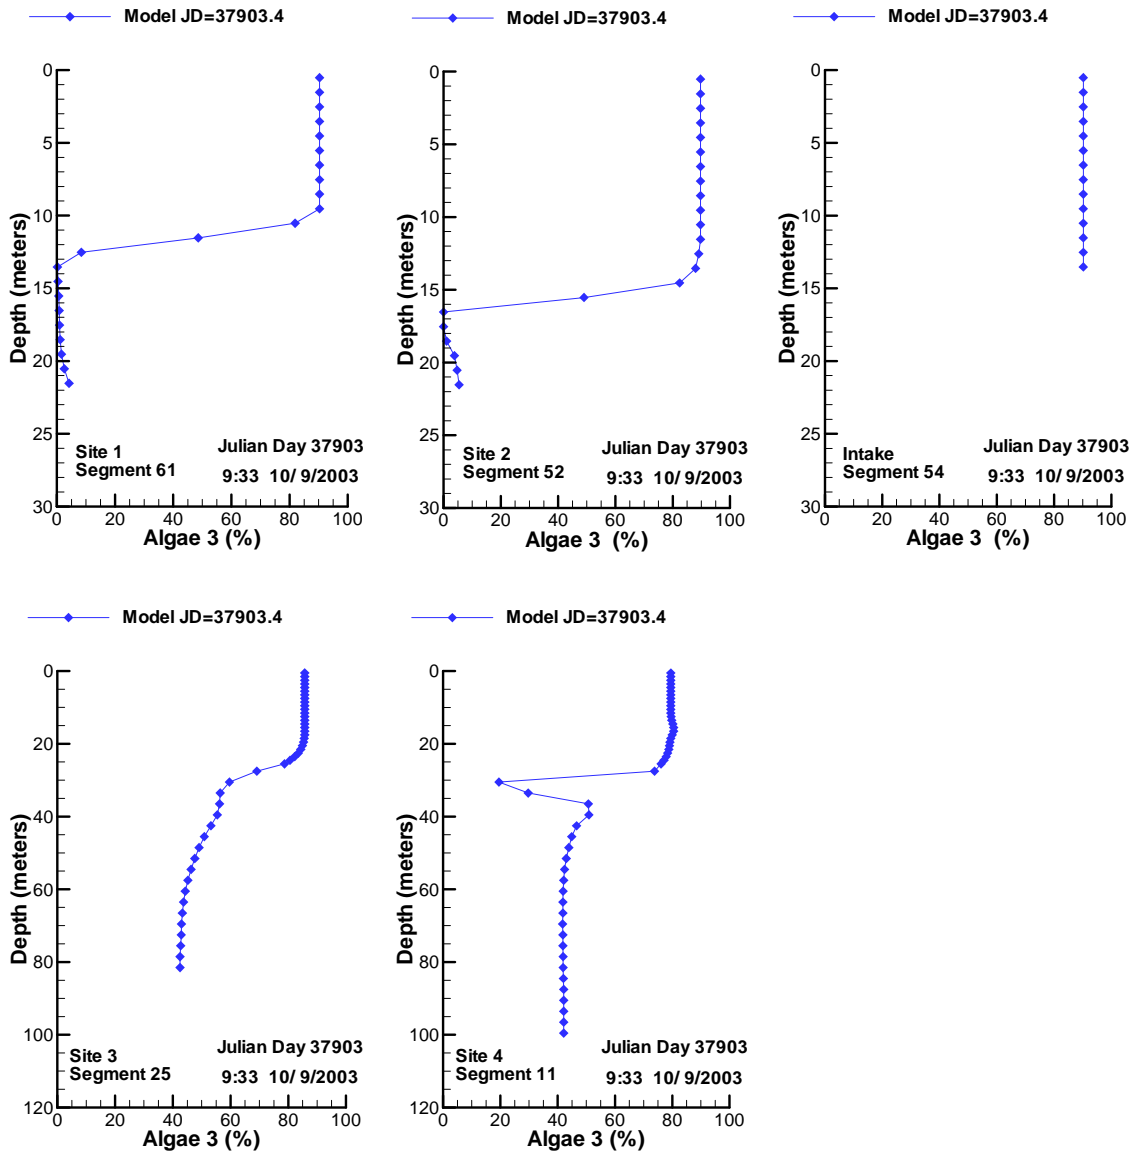 Model JD=37903.4
0
5
10
15
20
25
30
Depth (meters)
Site 1
Segment 61
Julian Day 37903
9:33 10/ 9/2003
0 20 40 60 80 100
Algae 3 (%)
Model JD=37903.4
0
5
10
15
20
25
30
Depth (meters)
Site 2
Segment 52
Julian Day 37903
9:33 10/ 9/2003
0 20 40 60 80 100
Algae 3 (%)
Model JD=37903.4
0
5
10
15
20
25
30
Depth (meters)
Intake
Segment 54
Julian Day 37903
9:33 10/ 9/2003
0 20 40 60 80 100
Algae 3 (%)
Model JD=37903.4
0
20
40
60
80
100
120
Depth (meters)
Site 3
Segment 25
Julian Day 37903
9:33 10/ 9/2003
0 20 40 60 80 100
Algae 3 (%)
Model JD=37903.4
0
20
40
60
80
100
120
Depth (meters)
Site 4
Segment 11
Julian Day 37903
9:33 10/ 9/2003
0 20 40 60 80 100
Algae 3 (%)